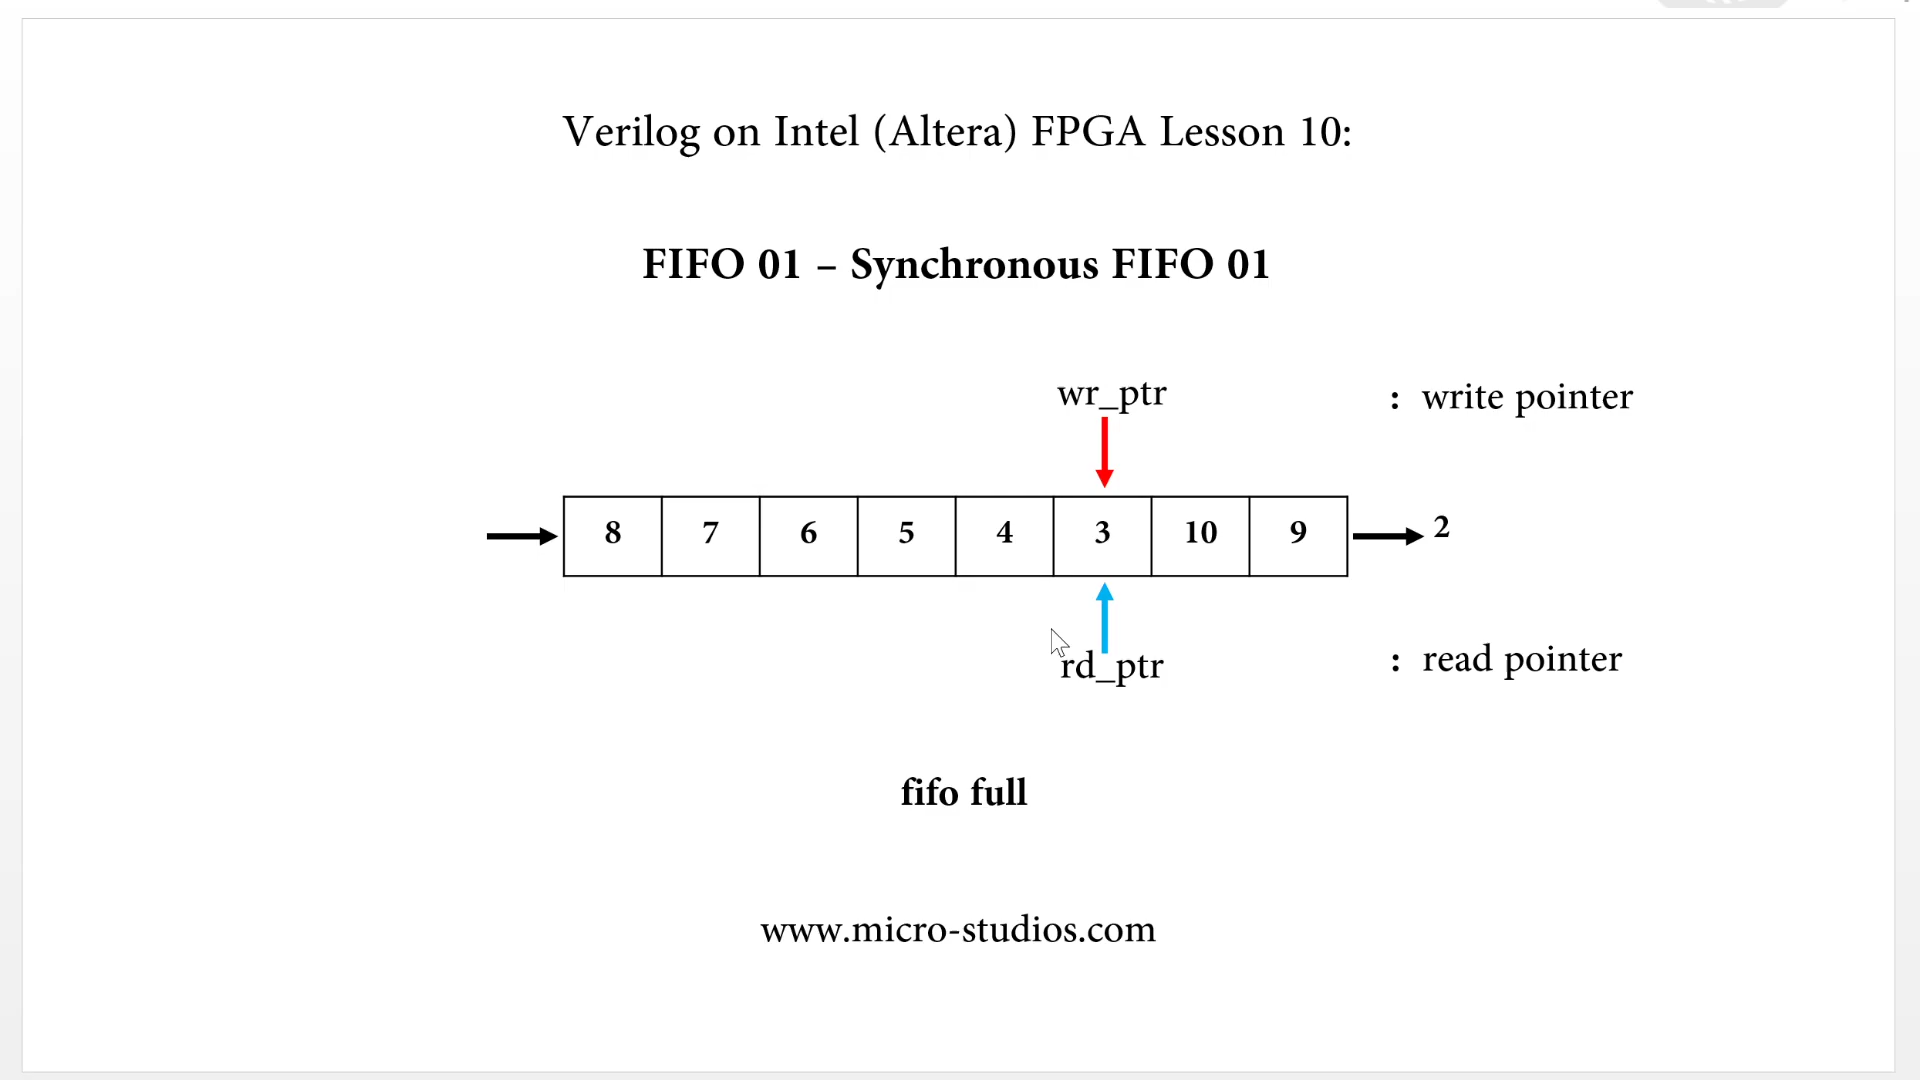 Verilog on Intel (Altera) FPGA Lesson 10:
FIFO 01 – Synchronous FIFO 01
wr_ptr : write pointer
8 7 6 5 4 3 10 9 2
rd_ptr : read pointer
fifo full
www.micro-studios.com